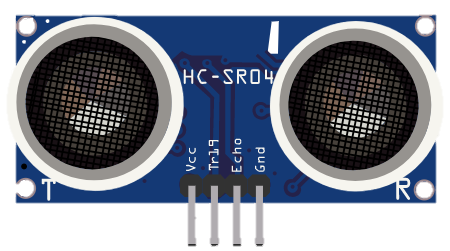 HC-SR04
Vcc
Trig
Echo
Gnd
T
R